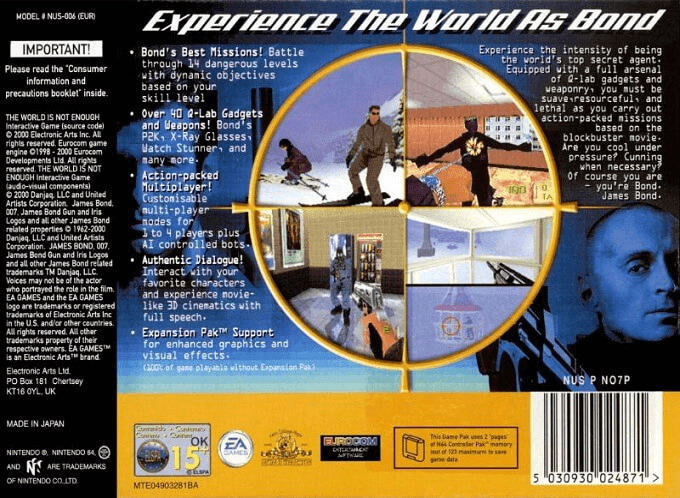 MODEL # NUS-006 (EUR)
IMPORTANT!
Please read the "Consumer
information and
precautions booklet" inside.
THE WORLD IS NOT ENOUGH
Interactive Game (source code)
© 2000 Electronic Arts Inc. All
rights reserved. Eurocom game
engine ©1998 - 2000 Eurocom
Developments Ltd. All rights
reserved. THE WORLD IS NOT
ENOUGH Interactive Game
(audio-visual components)
© 2000 Danjaq, LLC and United
Artists Corporation. James Bond,
007, James Bond Gun and Iris
Logos and all other James Bond
related properties © 1962-2000
Danjaq, LLC and United Artists
Corporation. JAMES BOND, 007,
James Bond Gun and Iris Logos
and all other James Bond related
trademarks TM Danjaq, LLC.
Voices may not be of the actor
who portrayed the role in the film.
EA GAMES and the EA GAMES
logo are trademarks or registered
trademarks of Electronic Arts Inc
in the U.S. and/or other countries.
All rights reserved. All other
trademarks property of their
respective owners. EA GAMES™
is an Electronic Arts™ brand.
Electronic Arts Ltd.
PO Box 181 Chertsey
KT16 0YL, UK
MADE IN JAPAN
NINTENDO ®, NINTENDO 64, ®
AND N ARE TRADEMARKS
OF NINTENDO CO.,LTD.
Experience The World As Bond
• Bond's Best Missions! Battle
through 14 dangerous levels
with dynamic objectives
based on your
skill level
• Over 40 Q-Lab Gadgets
and Weapons! Bond's
P2K, X-Ray Glasses,
Watch Stunner, and
many more.
• Action-packed
Multiplayer!
Customisable
multi-player
modes for
1 to 4 players plus
AI controlled bots.
• Authentic Dialogue!
Interact with your
favorite characters
and experience movie-
like 3D cinematics with
full speech.
• Expansion Pak™ Support
for enhanced graphics and
visual effects.
(100% of game playable without Expansion Pak)
Experience the intensity of being
the world's top secret agent.
Equipped with a full arsenal
of Q-lab gadgets and
weaponry, you must be
suave, resourceful, and
lethal as you carry out
action-packed missions
based on the
blockbuster movie.
Are you cool under
pressure? Cunning
when necessary?
Of course you are
- you're Bond.
James Bond.
NUS P NO7P
OK
15+
© ELSPA
MTE04903281BA
EA
GAMES
EUROCOM
ENTERTAINMENT
SOFTWARE
This Game Pak uses 2 'pages'
of N64 Controller Pak™ memory
out of 123 maximum to save
game data.
5 030930 024871 >